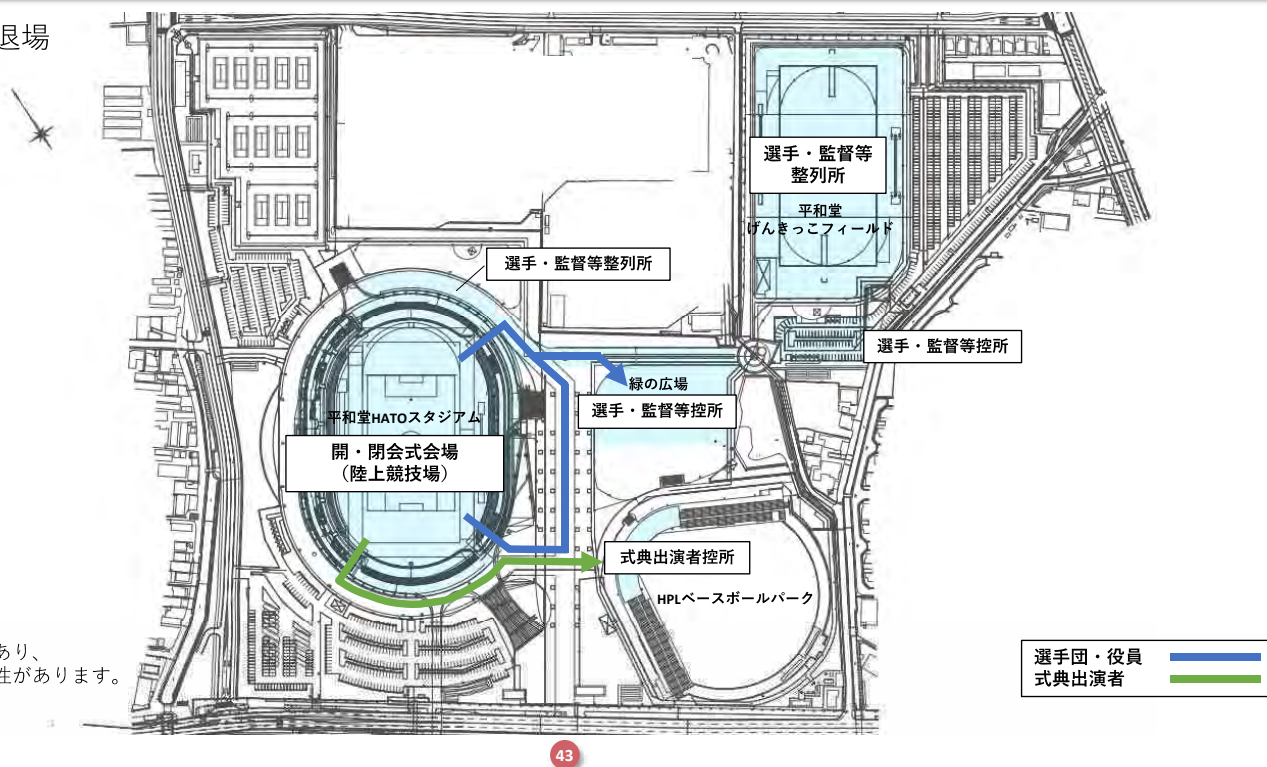 退場
選手・監督等
整列所
平和堂
げんきっこフィールド
選手・監督等整列所
選手・監督等控所
緑の広場
選手・監督等控所
平和堂HATOスタジアム
開・閉会式会場
（陸上競技場）
式典出演者控所
HPLベースボールパーク
あり、
性があります。
選手団・役員
式典出演者
43